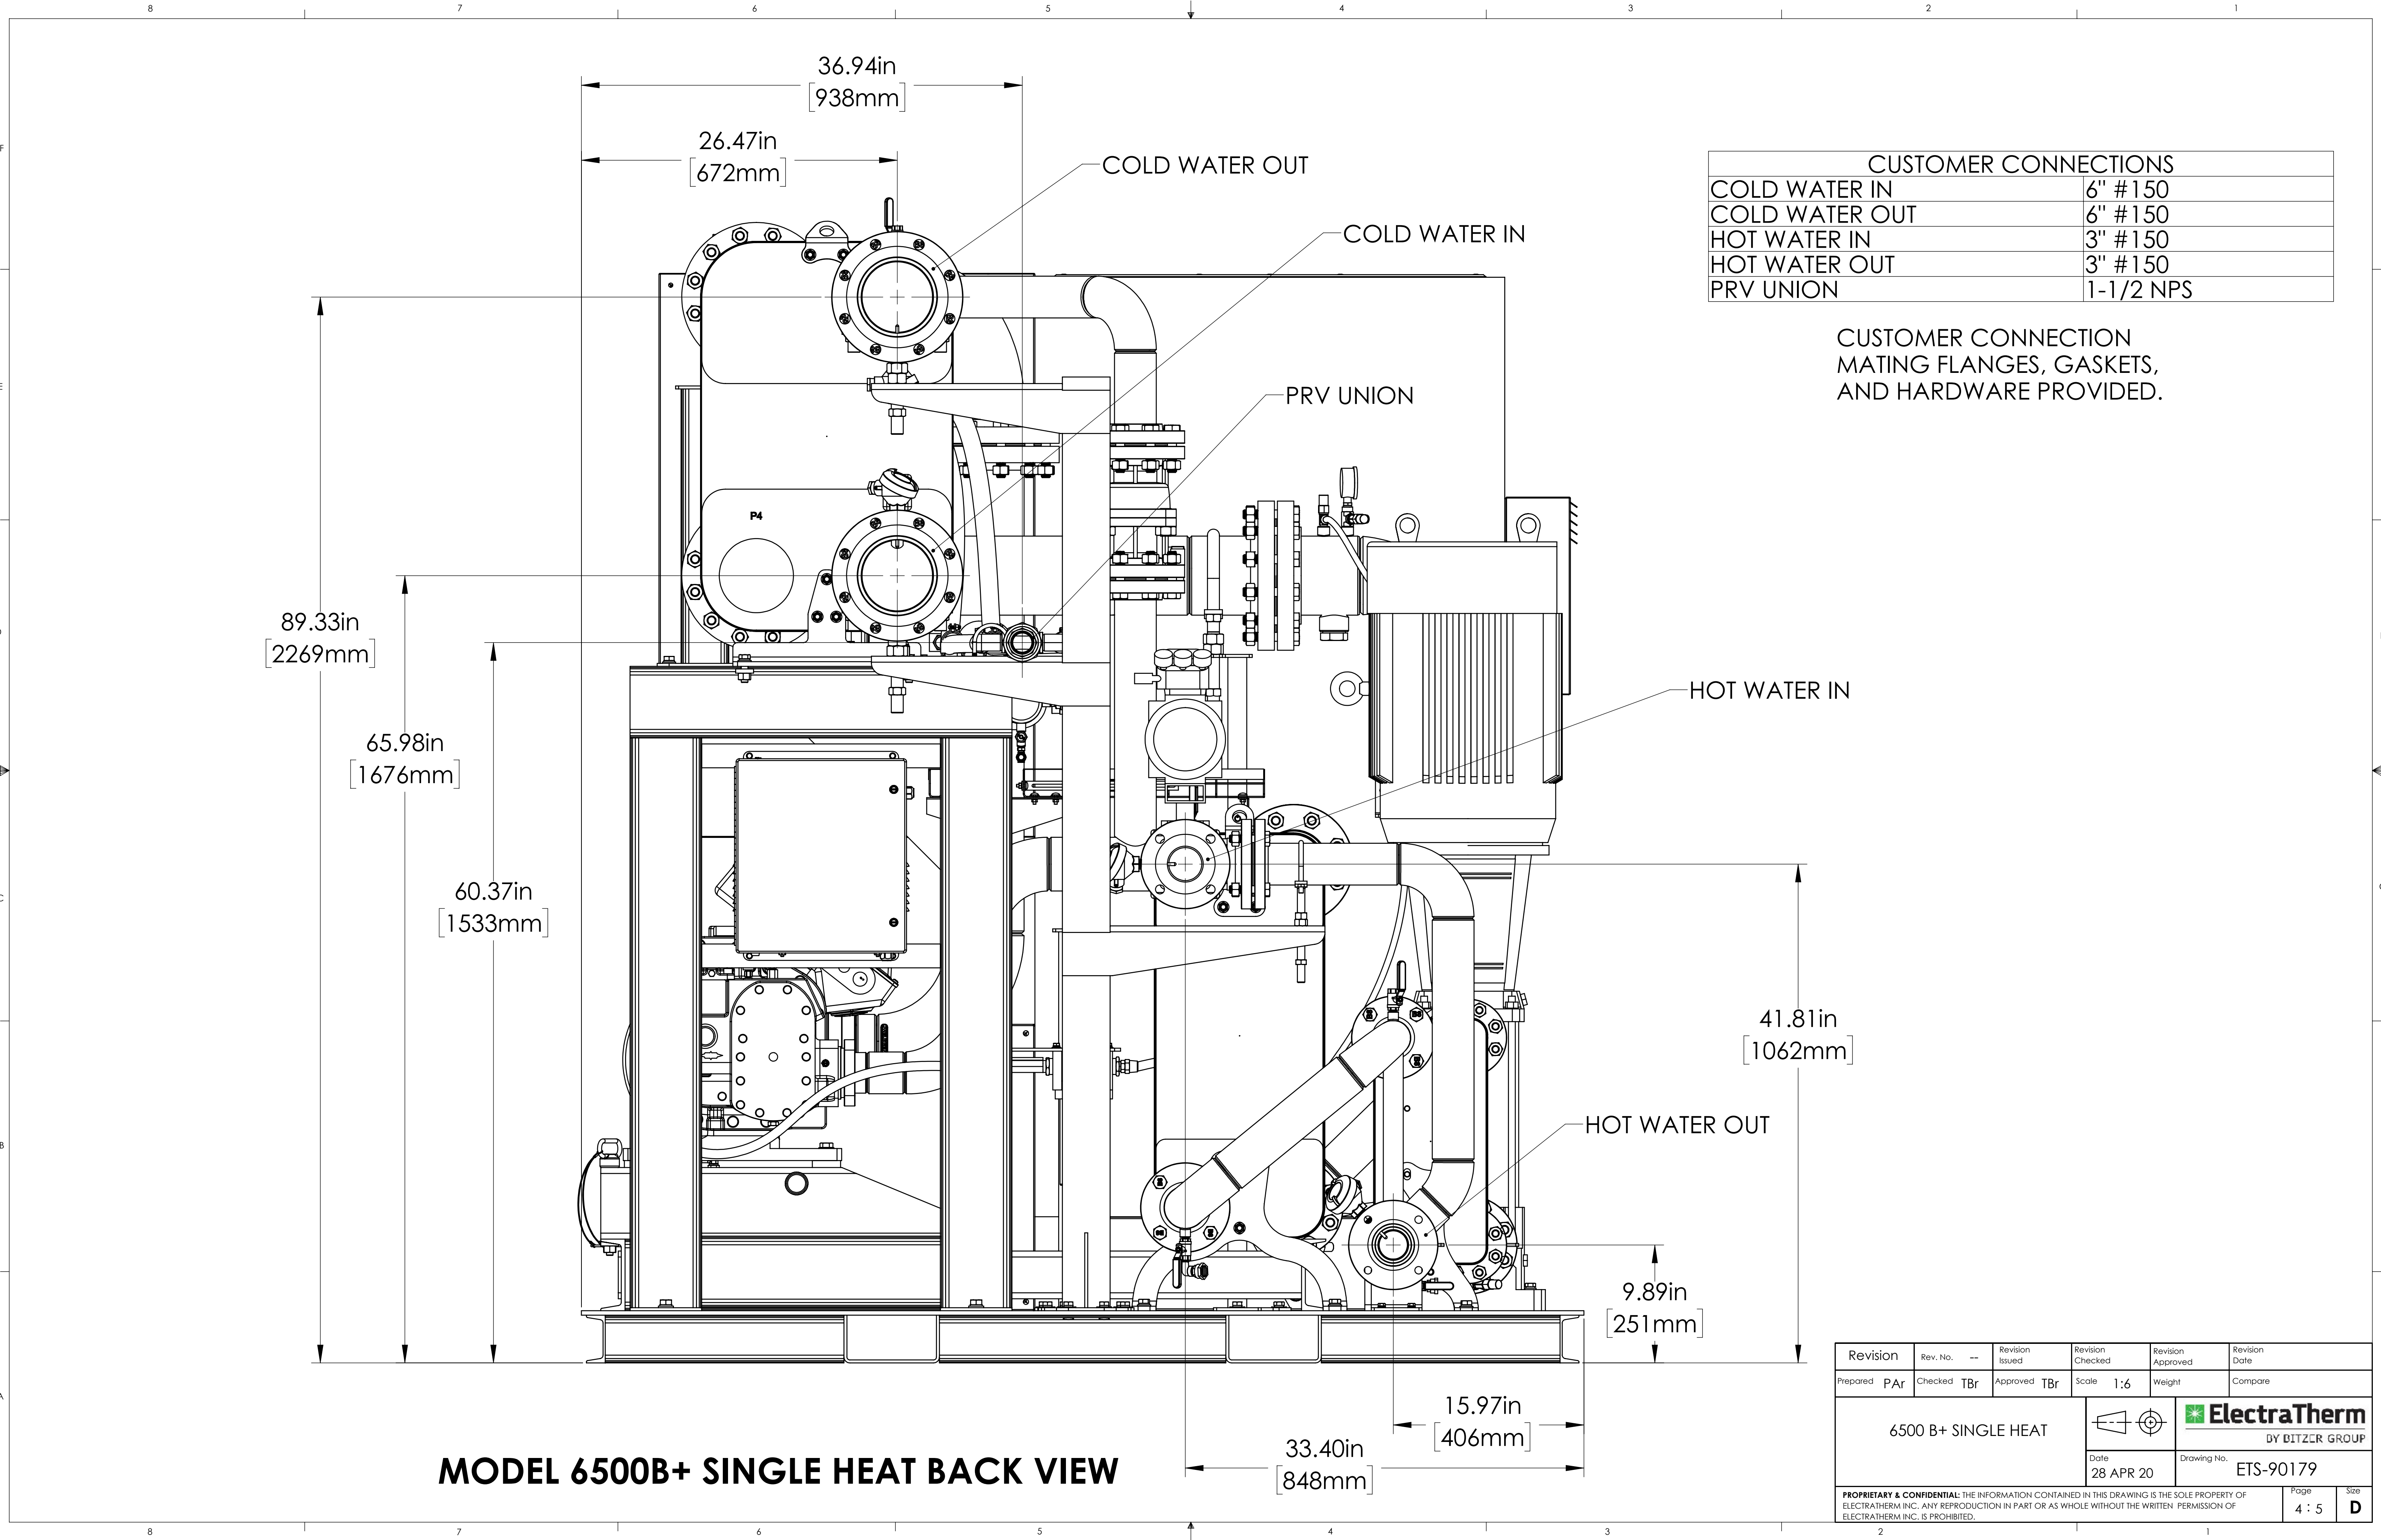 8 7 6 5 4 3 2 1
36.94in
[938mm]
26.47in
[672mm]
COLD WATER OUT
COLD WATER IN
PRV UNION
CUSTOMER CONNECTIONS
COLD WATER IN 6" #150
COLD WATER OUT 6" #150
HOT WATER IN 3" #150
HOT WATER OUT 3" #150
PRV UNION 1-1/2 NPS
CUSTOMER CONNECTION
MATING FLANGES, GASKETS,
AND HARDWARE PROVIDED.
F
E
P4
89.33in
[2269mm]
65.98in
[1676mm]
60.37in
[1533mm]
HOT WATER IN
41.81in
[1062mm]
HOT WATER OUT
C
B
9.89in
[251mm]
A
15.97in
[406mm]
33.40in
[848mm]
MODEL 6500B+ SINGLE HEAT BACK VIEW
Revision Rev. No. -- Revision Issued Revision Checked Revision Approved Revision Date
Prepared PAr Checked TBr Approved TBr Scale 1:6 Weight Compare
6500 B+ SINGLE HEAT
ElectraTherm
BY BITZER GROUP
Date 28 APR 20
Drawing No. ETS-90179
PROPRIETARY & CONFIDENTIAL: THE INFORMATION CONTAINED IN THIS DRAWING IS THE SOLE PROPERTY OF
ELECTRATHERM INC. ANY REPRODUCTION IN PART OR AS WHOLE WITHOUT THE WRITTEN PERMISSION OF
ELECTRATHERM INC. IS PROHIBITED.
Page 4 : 5
Size D
8 7 6 5 4 3 2 1